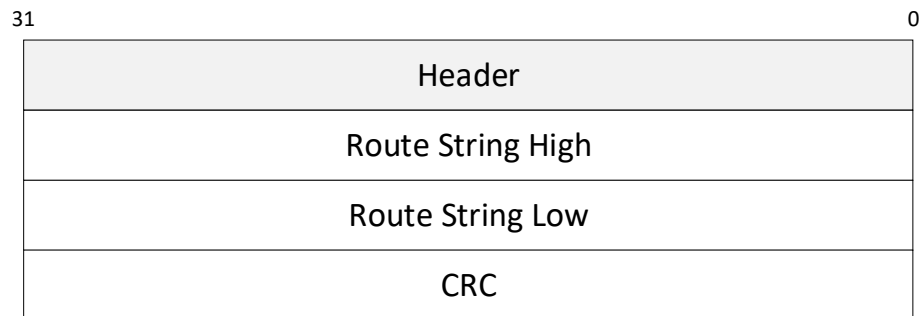 31 0
Header
Route String High
Route String Low
CRC